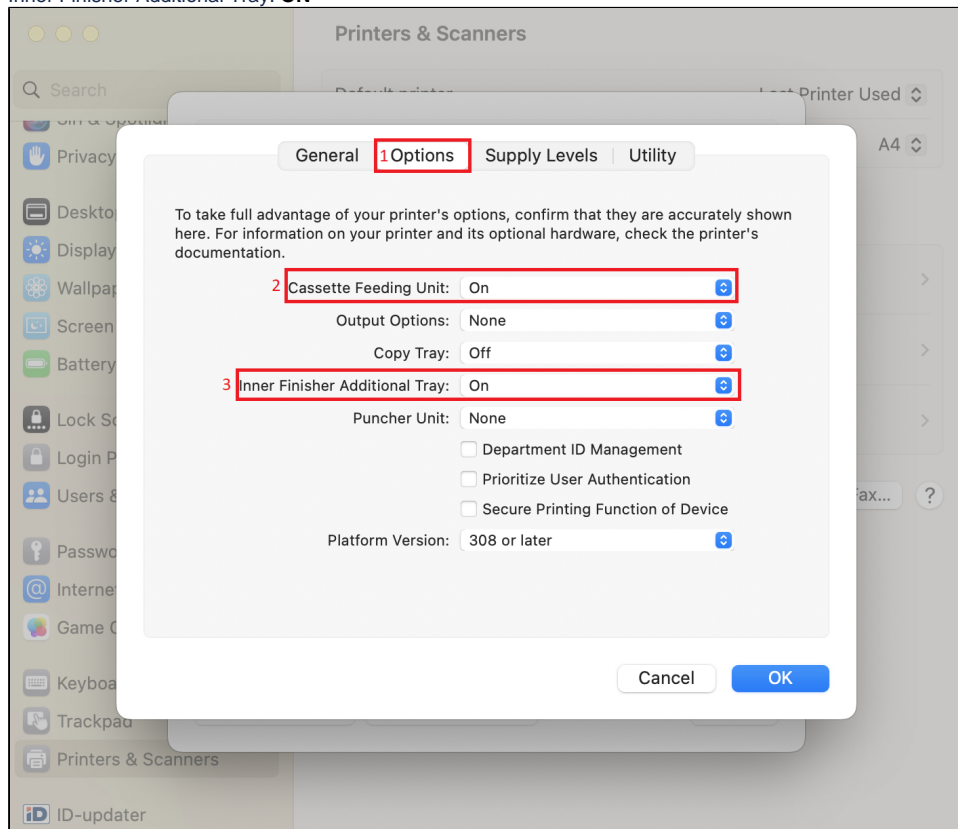 Inner Finisher Additional Tray: ON
Printers & Scanners
Search
Default printer
Last Printer Used
Privacy
A4
General
1 Options
Supply Levels
Utility
Deskto
To take full advantage of your printer's options, confirm that they are accurately shown
here. For information on your printer and its optional hardware, check the printer's
documentation.
Display
Wallpap
2 Cassette Feeding Unit: On
Screen
Output Options: None
Copy Tray: Off
Battery
3 Inner Finisher Additional Tray: On
Lock Sc
Puncher Unit: None
Department ID Management
Login P
Prioritize User Authentication
Users &
Fax...
?
Secure Printing Function of Device
Platform Version: 308 or later
Passwo
Interne
Game C
Keyboa
Cancel
OK
Trackpad
Printers & Scanners
iD ID-updater